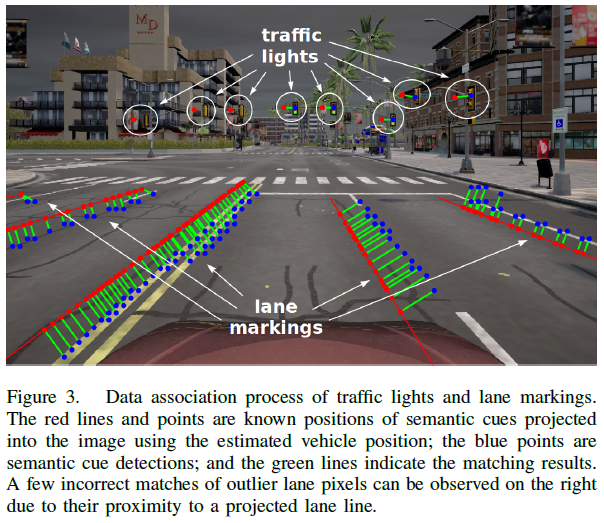 MD
traffic
lights
lane
markings
Figure 3. Data association process of traffic lights and lane markings.
The red lines and points are known positions of semantic cues projected
into the image using the estimated vehicle position; the blue points are
semantic cue detections; and the green lines indicate the matching results.
A few incorrect matches of outlier lane pixels can be observed on the right
due to their proximity to a projected lane line.